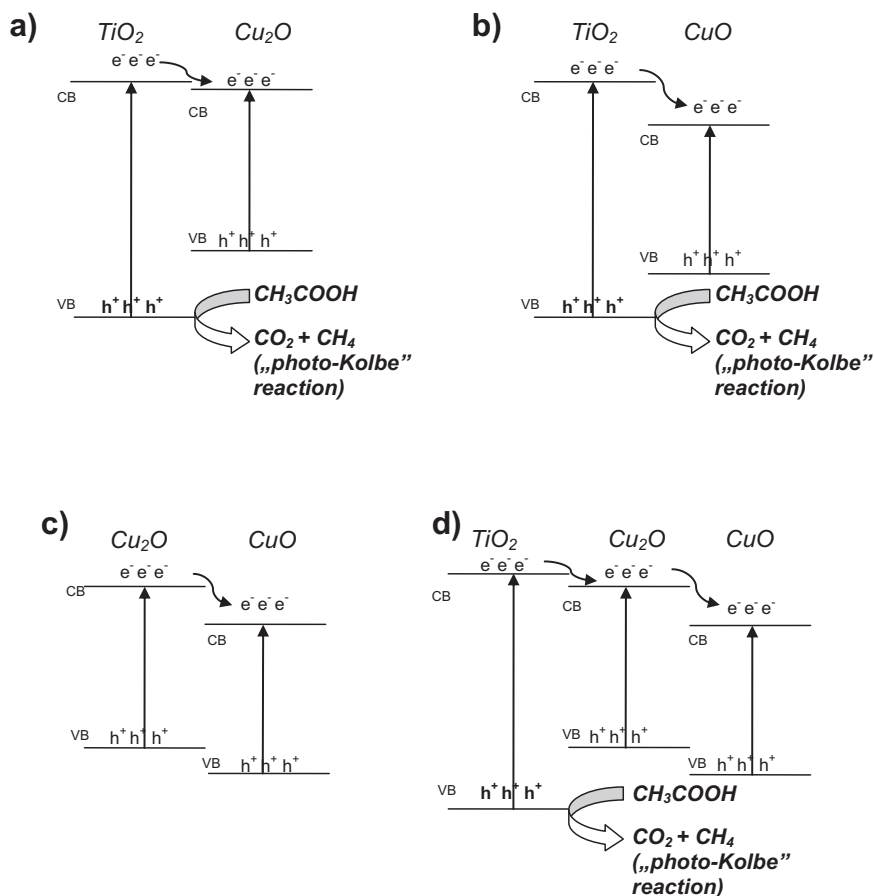 a)
TiO₂ Cu₂O
e⁻ e⁻ e⁻
e⁻ e⁻ e⁻
CB
CB
VB h⁺ h⁺ h⁺
VB h⁺ h⁺ h⁺
CH₃COOH
CO₂ + CH₄
(„photo-Kolbe”
reaction)
b)
TiO₂ CuO
e⁻ e⁻ e⁻
e⁻ e⁻ e⁻
CB
CB
VB h⁺ h⁺ h⁺
VB h⁺ h⁺ h⁺
CH₃COOH
CO₂ + CH₄
(„photo-Kolbe”
reaction)
c)
Cu₂O CuO
e⁻ e⁻ e⁻
CB
e⁻ e⁻ e⁻
CB
VB h⁺ h⁺ h⁺
VB h⁺ h⁺ h⁺
d)
TiO₂ Cu₂O CuO
e⁻ e⁻ e⁻
e⁻ e⁻ e⁻
CB
CB
e⁻ e⁻ e⁻
CB
VB h⁺ h⁺ h⁺
VB h⁺ h⁺ h⁺
VB h⁺ h⁺ h⁺
CH₃COOH
CO₂ + CH₄
(„photo-Kolbe”
reaction)